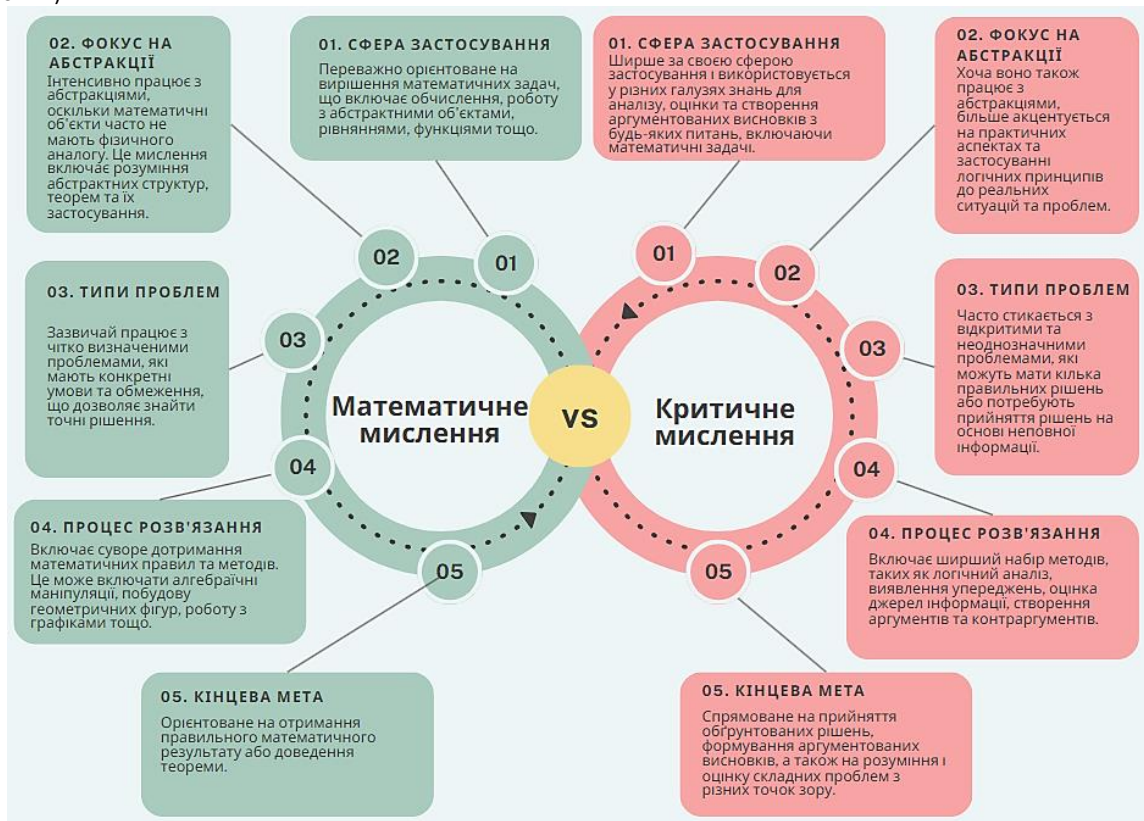 02. ФОКУС НА
АБСТРАКЦІЇ
Інтенсивно працює з
абстракціями,
оскільки математичні
об'єкти часто не
мають фізичного
аналогу. Це мислення
включає розуміння
абстрактних структур,
теорем та їх
застосування.
01. СФЕРА ЗАСТОСУВАННЯ
Переважно орієнтоване на
вирішення математичних задач,
що включає обчислення, роботу
з абстрактними об'єктами,
рівняннями, функціями тощо.
01. СФЕРА ЗАСТОСУВАННЯ
Ширше за своєю сферою
застосування і використовується
у різних галузях знань для
аналізу, оцінки та створення
аргументованих висновків з
будь-яких питань, включаючи
математичні задачі.
02. ФОКУС НА
АБСТРАКЦІЇ
Хоча воно також
працює з
абстракціями,
більше акцентується
на практичних
аспектах та
застосуванні
логічних принципів
до реальних
ситуацій та проблем.
02
01
01
02
03. ТИПИ ПРОБЛЕМ
Зазвичай працює з
чітко визначеними
проблемами, які
мають конкретні
умови та обмеження,
що дозволяє знайти
точні рішення.
03
03
03. ТИПИ ПРОБЛЕМ
Часто стикається з
відкритими та
неоднозначними
проблемами, які
можуть мати кілька
правильних рішень
або потребують
прийняття рішень на
основі неповної
інформації.
Математичне
мислення
VS
Критичне
мислення
04
04
04. ПРОЦЕС РОЗВ'ЯЗАННЯ
Включає суворе дотримання
математичних правил та методів.
Це може включати алгебраїчні
маніпуляції, побудову
геометричних фігур, роботу з
графіками тощо.
04. ПРОЦЕС РОЗВ'ЯЗАННЯ
Включає ширший набір методів,
таких як логічний аналіз,
виявлення упереджень, оцінка
джерел інформації, створення
аргументів та контраргументів.
05
05
05. КІНЦЕВА МЕТА
Орієнтоване на отримання
правильного математичного
результату або доведення
теореми.
05. КІНЦЕВА МЕТА
Спрямоване на прийняття
обґрунтованих рішень,
формування аргументованих
висновків, а також на розуміння і
оцінку складних проблем з
різних точок зору.